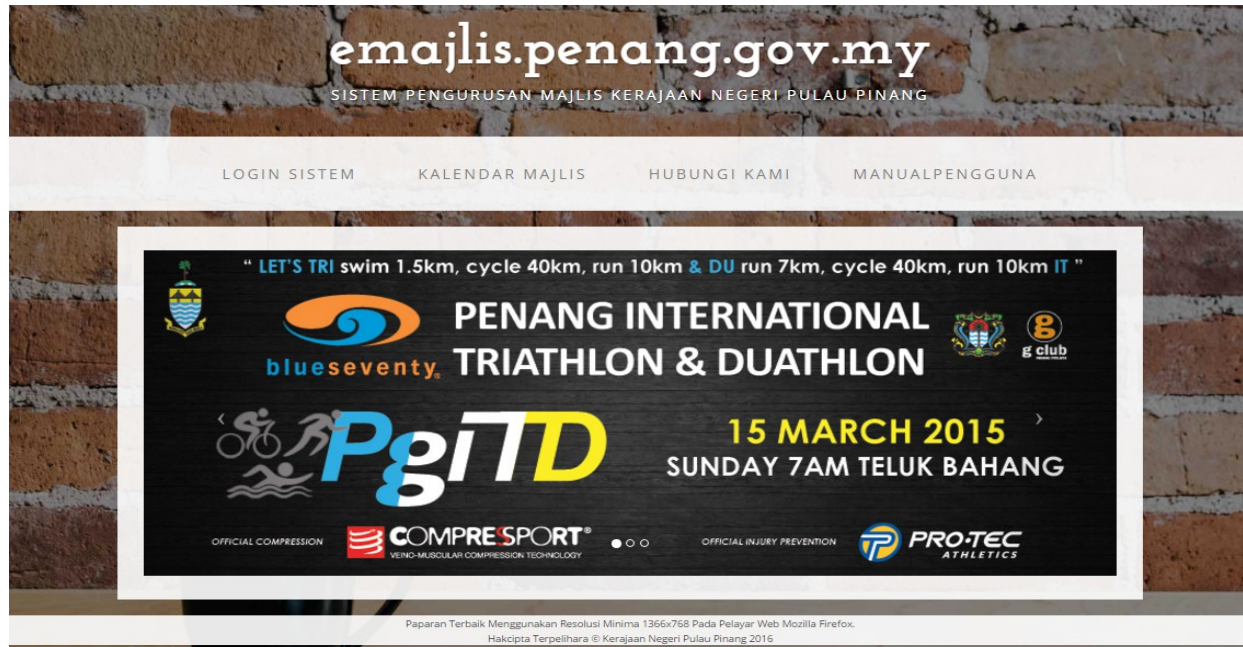 emajlis.penang.gov.my
SISTEM PENGURUSAN MAJLIS KERAJAAN NEGERI PULAU PINANG
LOGIN SISTEM KALENDAR MAJLIS HUBUNGI KAMI MANUALPENGGUNA
“ LET'S TRI swim 1.5km, cycle 40km, run 10km & DU run 7km, cycle 40km, run 10km IT ”
blueseventy®
PENANG INTERNATIONAL
TRIATHLON & DUATHLON
g club
PgiTD
15 MARCH 2015
SUNDAY 7AM TELUK BAHANG
OFFICIAL COMPRESSION
COMPRESSPORT®
VEINO-MUSCULAR COMPRESSION TECHNOLOGY
OFFICIAL INJURY PREVENTION
PRO-TEC
ATHLETICS
Paparan Terbaik Menggunakan Resolusi Minima 1366x768 Pada Pelayar Web Mozilla Firefox.
Hakcipta Terpelihara © Kerajaan Negeri Pulau Pinang 2016